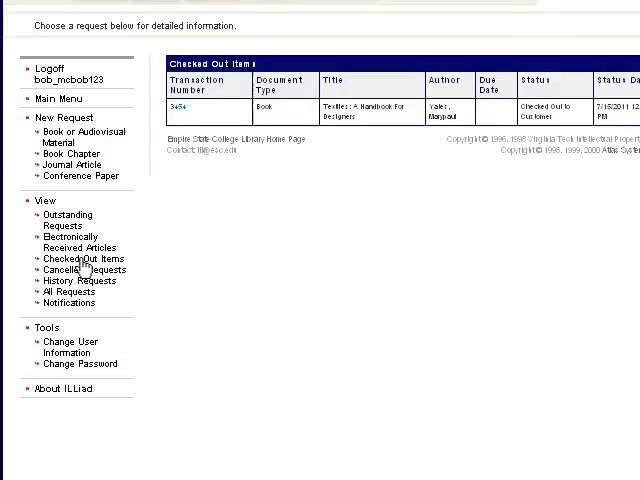 Choose a request below for detailed information.
Logoff
bob_mcbob123
Main Menu
New Request
Book or Audiovisual
Material
Book Chapter
Journal Article
Conference Paper
View
Outstanding
Requests
Electronically
Received Articles
Checked Out Items
Cancelled Requests
History Requests
All Requests
Notifications
Tools
Change User
Information
Change Password
About ILLiad
Checked Out Items
Transaction Number Document Type Title Author Due Date Status Status Da
3454 Book Textiles: A Handbook For Designers Yates, Marypaul Checked Out to Customer 7/15/2011 12 PM
Empire State College Library Home Page
Contact: ill@esc.edu
Copyright© 1996, 1998 Virginia Tech Intellectual Propert
Copyright© 1998, 1999, 2000 Atlas System